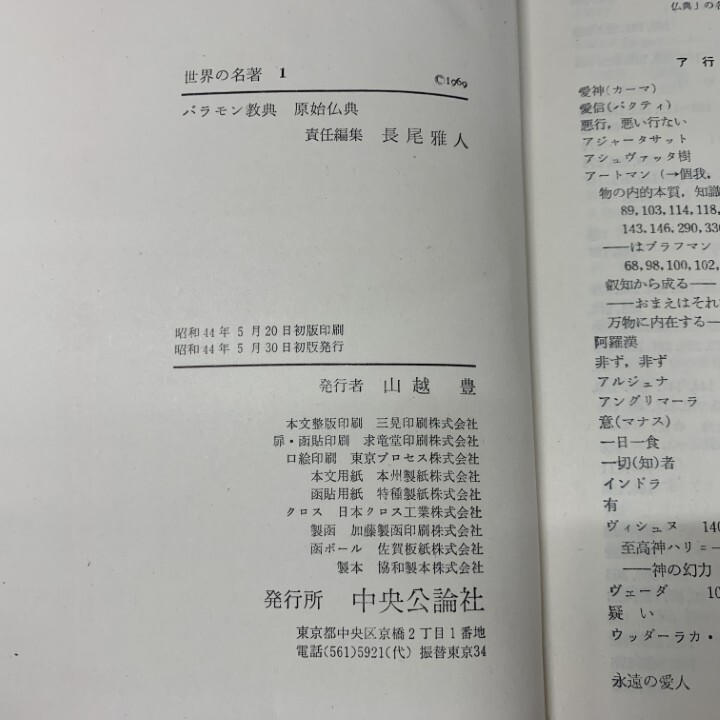 世界の名著 1
©1969
バラモン教典 原始仏典
責任編集 長尾雅人
昭和44年 5月20日初版印刷
昭和44年 5月30日初版発行
発行者 山越 豊
本文整版印刷 三晃印刷株式会社
扉・函貼印刷 求竜堂印刷株式会社
口絵印刷 東京プロセス株式会社
本文用紙 本州製紙株式会社
函貼用紙 特種製紙株式会社
クロス 日本クロス工業株式会社
製函 加藤製函印刷株式会社
函ボール 佐賀板紙株式会社
製本 協和製本株式会社
発行所 中央公論社
東京都中央区京橋2丁目1番地
電話(561)5921(代) 振替東京34
仏典」の
ア行
愛神(カーマ)
愛信(バクティ)
悪行,悪い行ない
アジャータサット
アシュヴァッタ樹
アートマン(→個我,
物の内的本質,知識
89,103,114,118,
143,146,290,330
――はブラフマン
68,98,100,102,
叡知から成る――
――おまえはそれ
万物に内在する――
阿羅漢
非ず,非ず
アルジュナ
アングリマーラ
意(マナス)
一日一食
一切(知)者
インドラ
有
ヴィシュヌ 140
至高神ハリ=――
――神の幻力
ヴェーダ 10
疑い
ウッダーラカ・
永遠の愛人